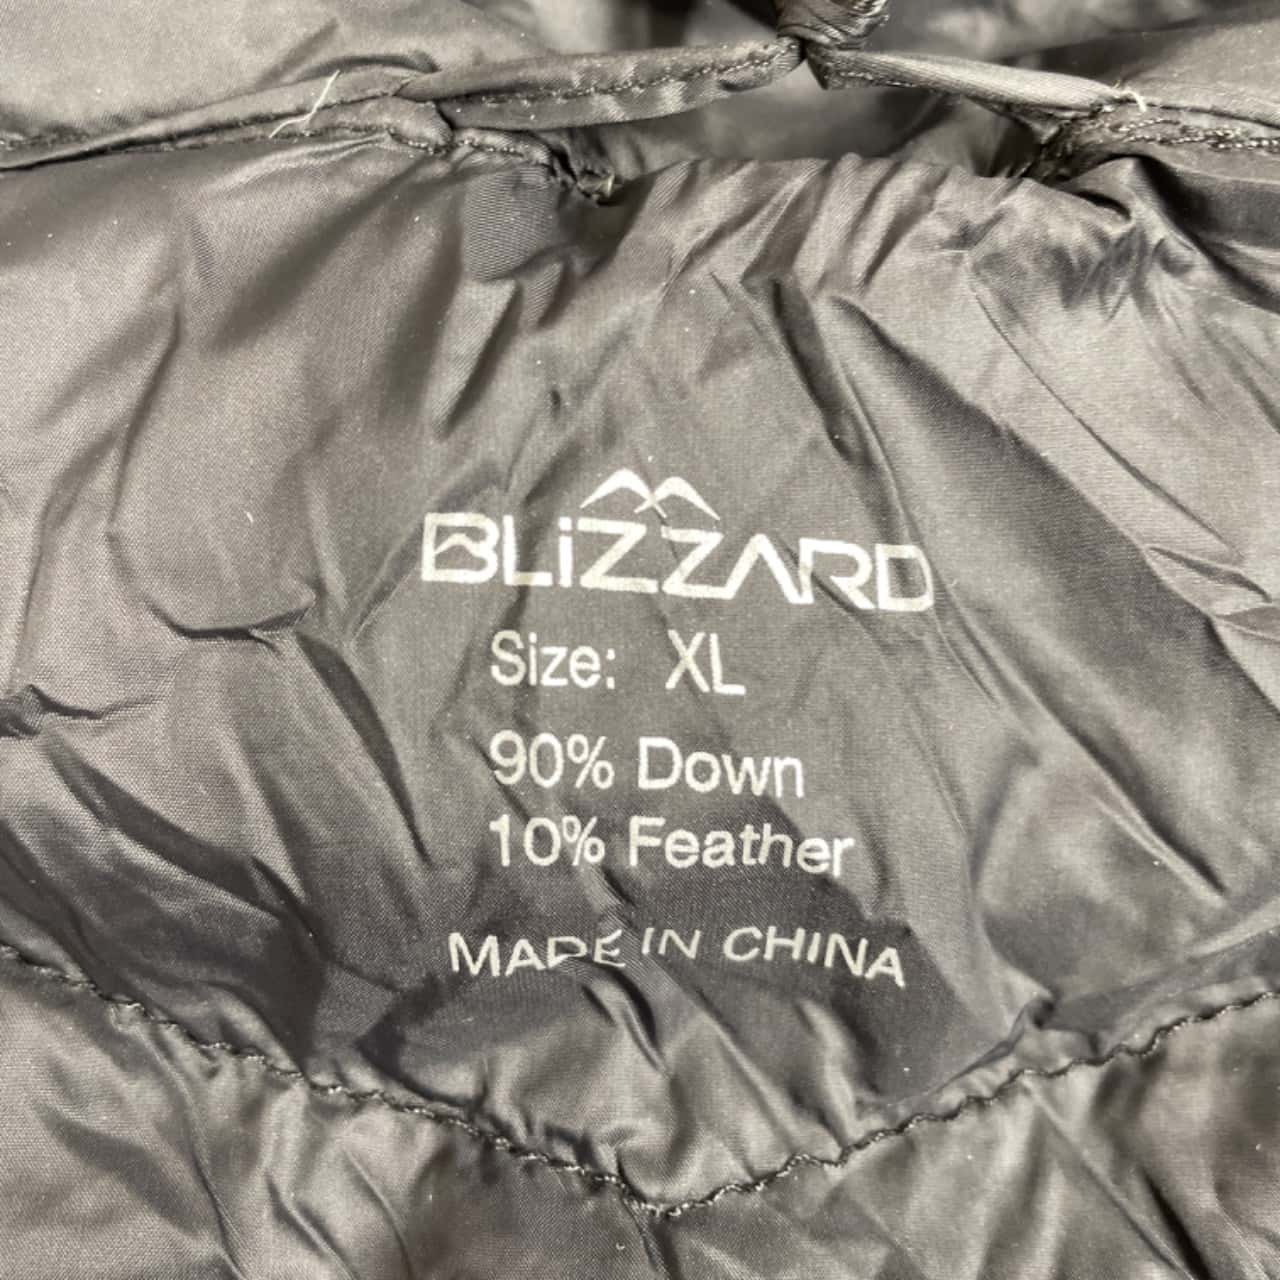 BLiZZARD
Size: XL
90% Down
10% Feather
MADE IN CHINA